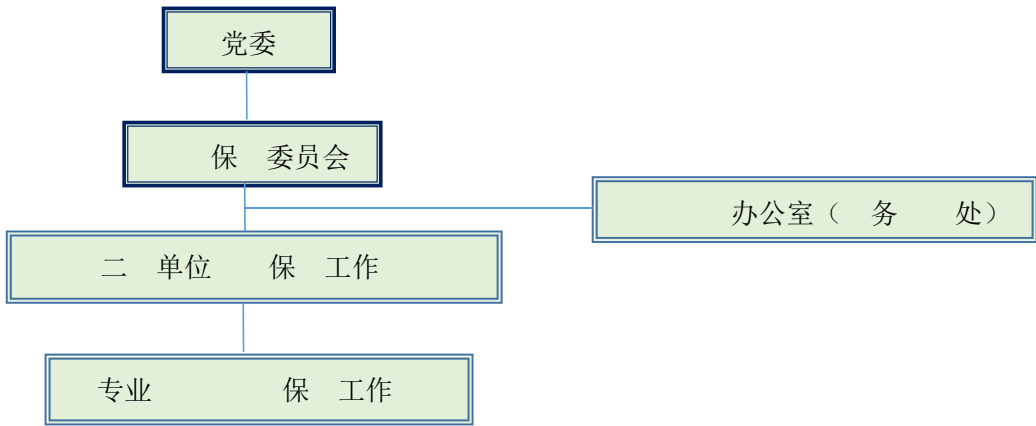 党委
保 委员会
办公室（ 务 处）
二 单位 保 工作
专业 保 工作